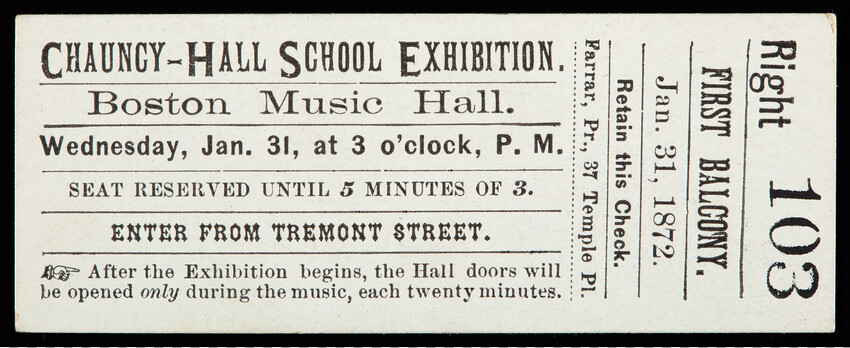 CHAUNCY-HALL SCHOOL EXHIBITION.
Boston Music Hall.
Wednesday, Jan. 31, at 3 o'clock, P. M.
SEAT RESERVED UNTIL 5 MINUTES OF 3.
ENTER FROM TREMONT STREET.
☞ After the Exhibition begins, the Hall doors will
be opened only during the music, each twenty minutes.
Farrar, Pr., 37 Temple Pl.
Retain this Check.
Jan. 31, 1872.
FIRST BALCONY.
Right 103